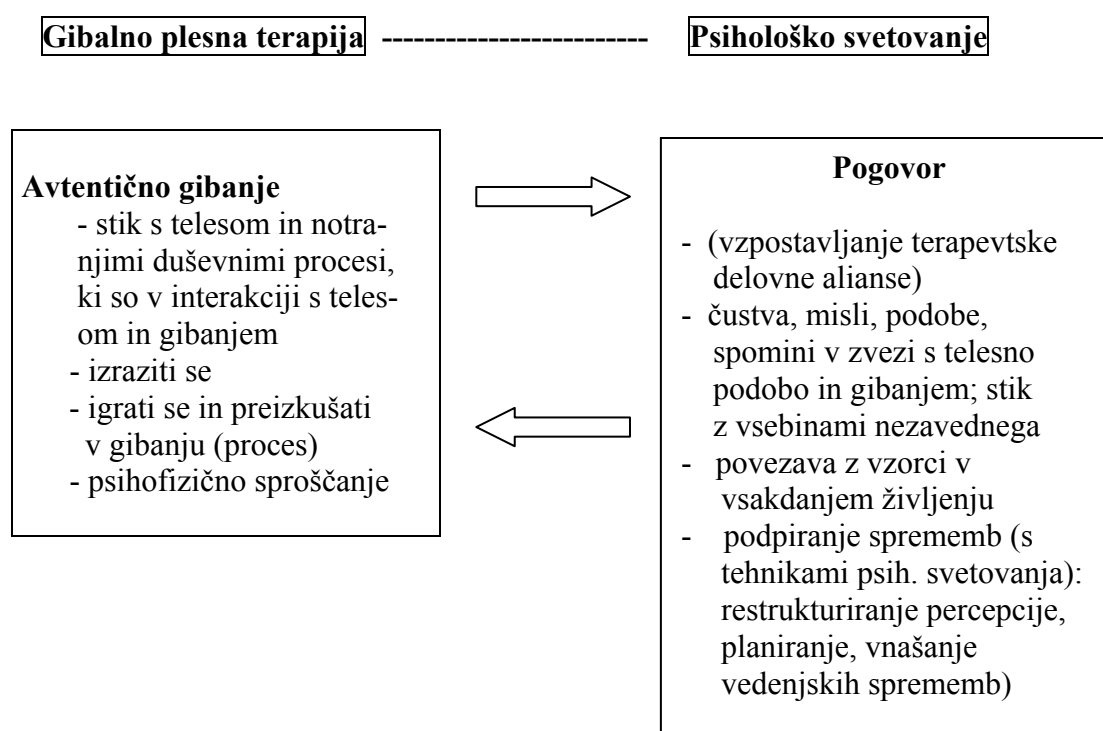 Gibalno plesna terapija ------------------------- Psihološko svetovanje
Avtentično gibanje
- stik s telesom in notra-
njimi duševnimi procesi,
ki so v interakciji s teles-
om in gibanjem
- izraziti se
- igrati se in preizkušati
v gibanju (proces)
- psihofizično sproščanje
Pogovor
- (vzpostavljanje terapevtske
delovne alianse)
- čustva, misli, podobe,
spomini v zvezi s telesno
podobo in gibanjem; stik
z vsebinami nezavednega
- povezava z vzorci v
vsakdanjem življenju
- podpiranje sprememb (s
tehnikami psih. svetovanja):
restrukturiranje percepcije,
planiranje, vnašanje
vedenjskih sprememb)